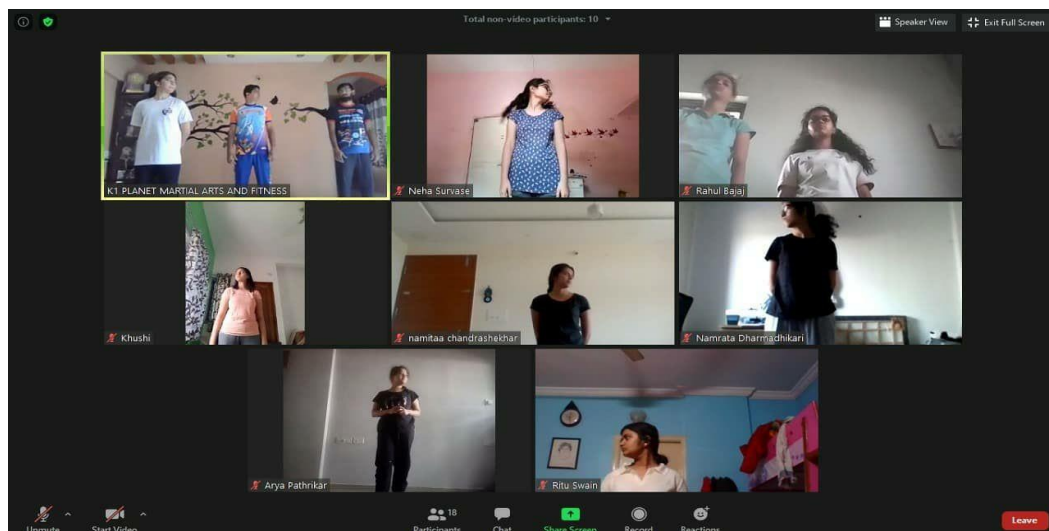 Total non-video participants: 10
Speaker View
Exit Full Screen
K1 PLANET MARTIAL ARTS AND FITNESS
Neha Survase
Rahul Bajaj
Khushi
namitaa chandrashekhar
Namrata Dharmadhikari
Arya Pathrikar
Ritu Swain
18
Unmute
Start Video
Participants
Chat
Share Screen
Record
Reactions
Leave